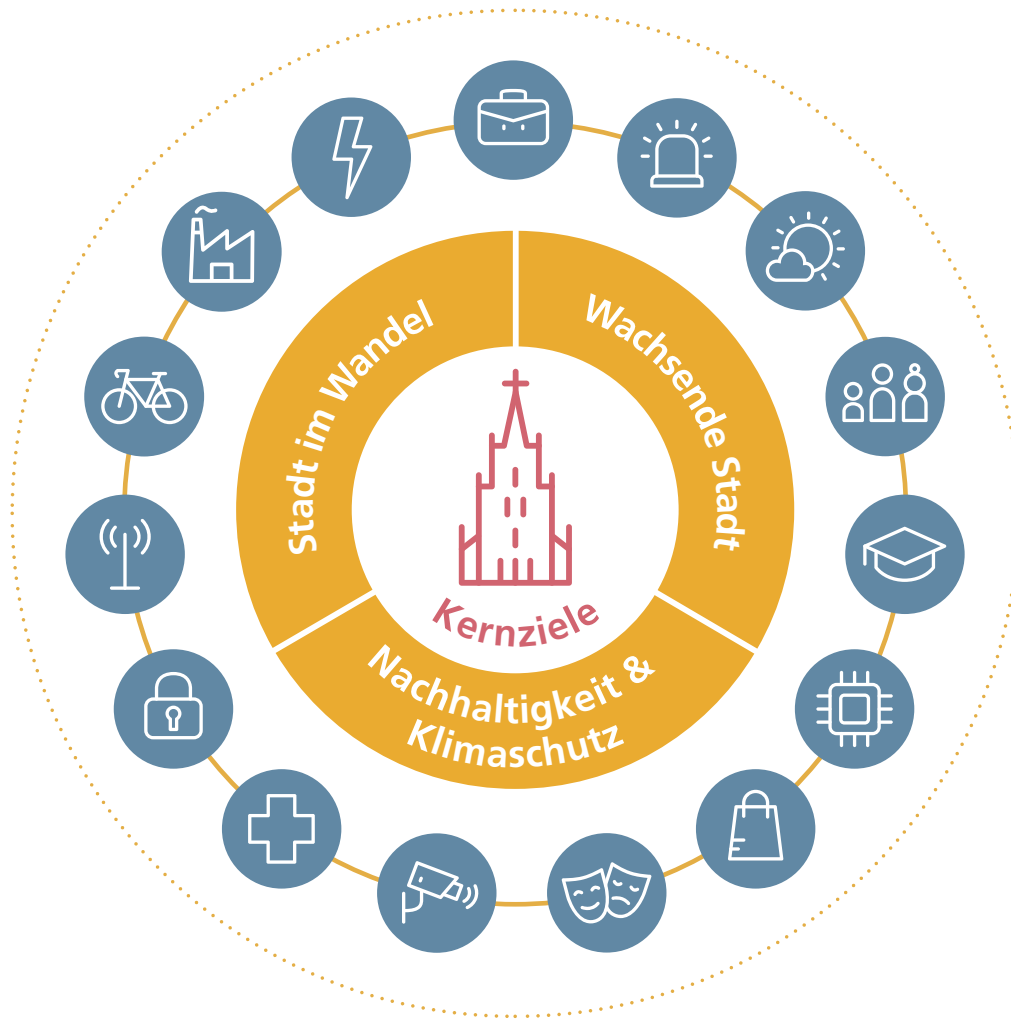 Stadt im Wandel
Wachsende Stadt
Kernziele
Nachhaltigkeit &
Klimaschutz